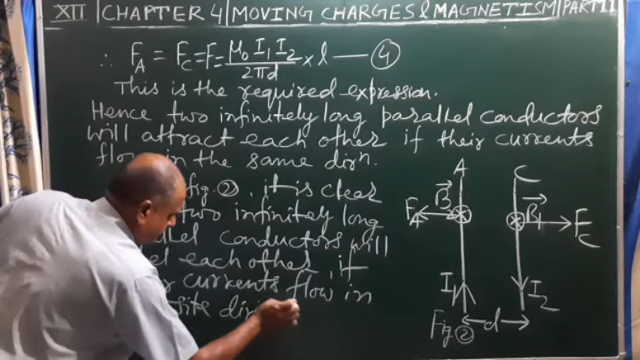 XII | CHAPTER 4 | MOVING CHARGES & MAGNETISM | PART 11
∴ F_A = F_C = F = μ₀ I₁ I₂ / 2πd × l — ④
This is the required expression.
Hence two infinitely long parallel conductors
will attract each other if their currents
flow in the same dirn.
fig. ②, it is clear
two infinitely long
conductors will
each other, if
currents flow in
A C
F_A B₂ B₁ F_C
I₁ I₂
Fig ② d